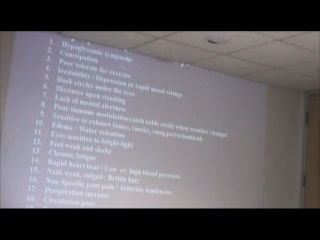 1. Hypoglycemic symptoms
2. Constipation
3. Poor tolerate for exercise
4. Irritability / Depression or rapid mood swings
5. Dark circles under the eyes
6. Dizziness upon standing
7. Lack of mental alertness
8. Poor immune modulation/catch colds easily when weather changes
9. Sensitive to exhaust fumes, smoke, smog, petrochemicals
10. Edema / Water retention
11. Eyes sensitive to bright light
12. Feel weak and shaky
13. Chronic fatigue
14. Rapid heart beat / Low or high blood pressure
15. Nails weak, ridged / Brittle hair
16. Non Specific joint pain / Arthritic tendencies
17. Perspiration increase
18. Circulation poor